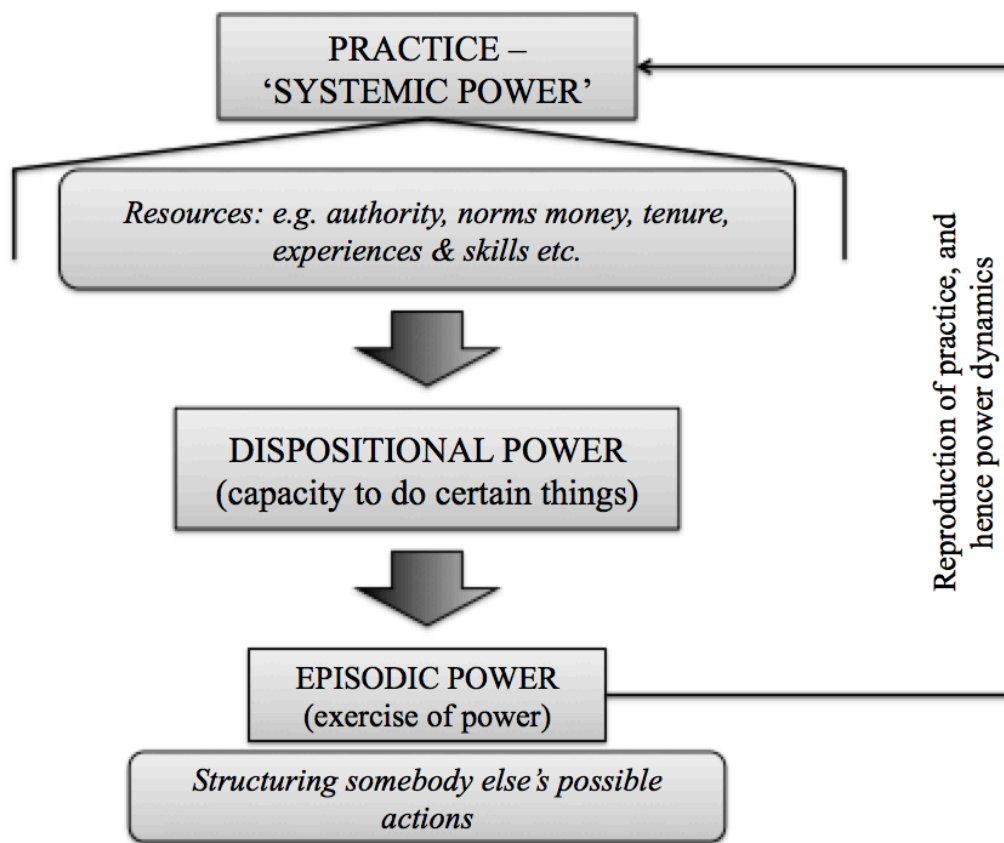 PRACTICE –
‘SYSTEMIC POWER’
Resources: e.g. authority, norms money, tenure,
experiences & skills etc.
DISPOSITIONAL POWER
(capacity to do certain things)
EPISODIC POWER
(exercise of power)
Structuring somebody else’s possible
actions
Reproduction of practice, and
hence power dynamics